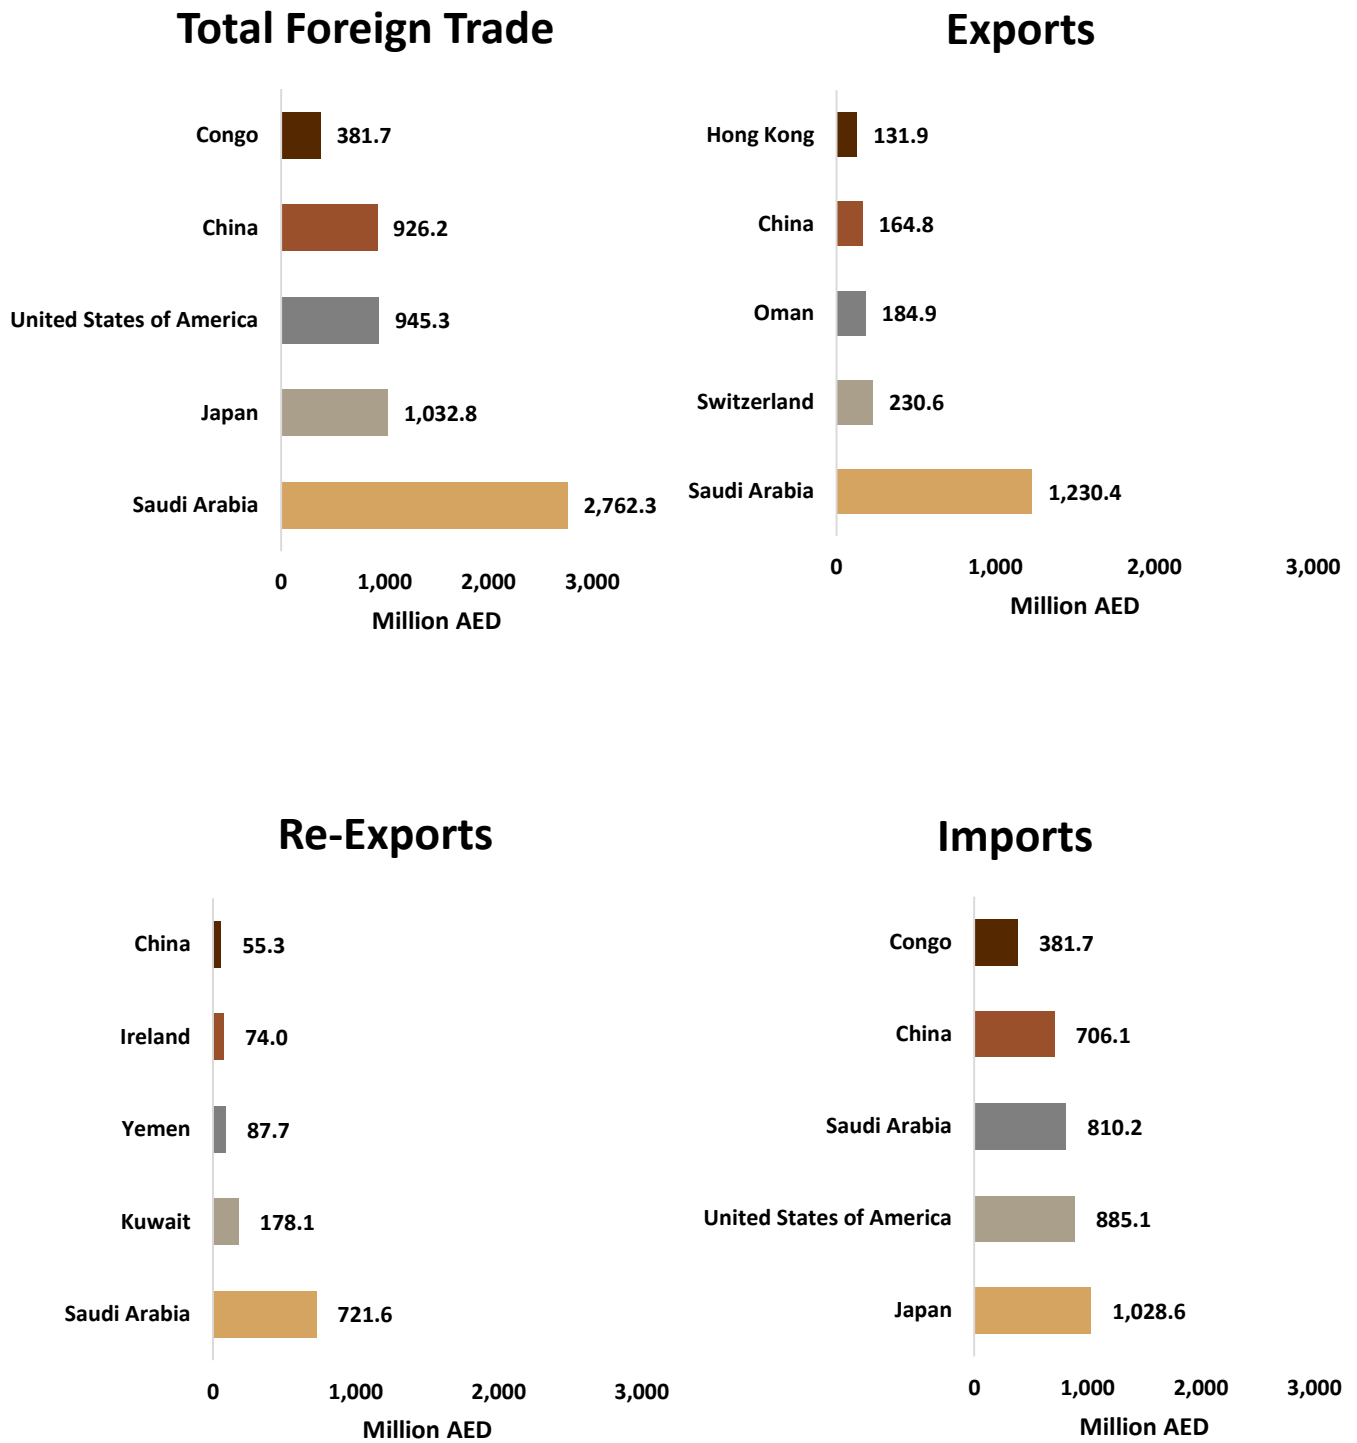 Total Foreign Trade
Congo 381.7
China 926.2
United States of America 945.3
Japan 1,032.8
Saudi Arabia 2,762.3
0 1,000 2,000 3,000
Million AED
Exports
Hong Kong 131.9
China 164.8
Oman 184.9
Switzerland 230.6
Saudi Arabia 1,230.4
0 1,000 2,000 3,000
Million AED
Re-Exports
China 55.3
Ireland 74.0
Yemen 87.7
Kuwait 178.1
Saudi Arabia 721.6
0 1,000 2,000 3,000
Million AED
Imports
Congo 381.7
China 706.1
Saudi Arabia 810.2
United States of America 885.1
Japan 1,028.6
0 1,000 2,000 3,000
Million AED